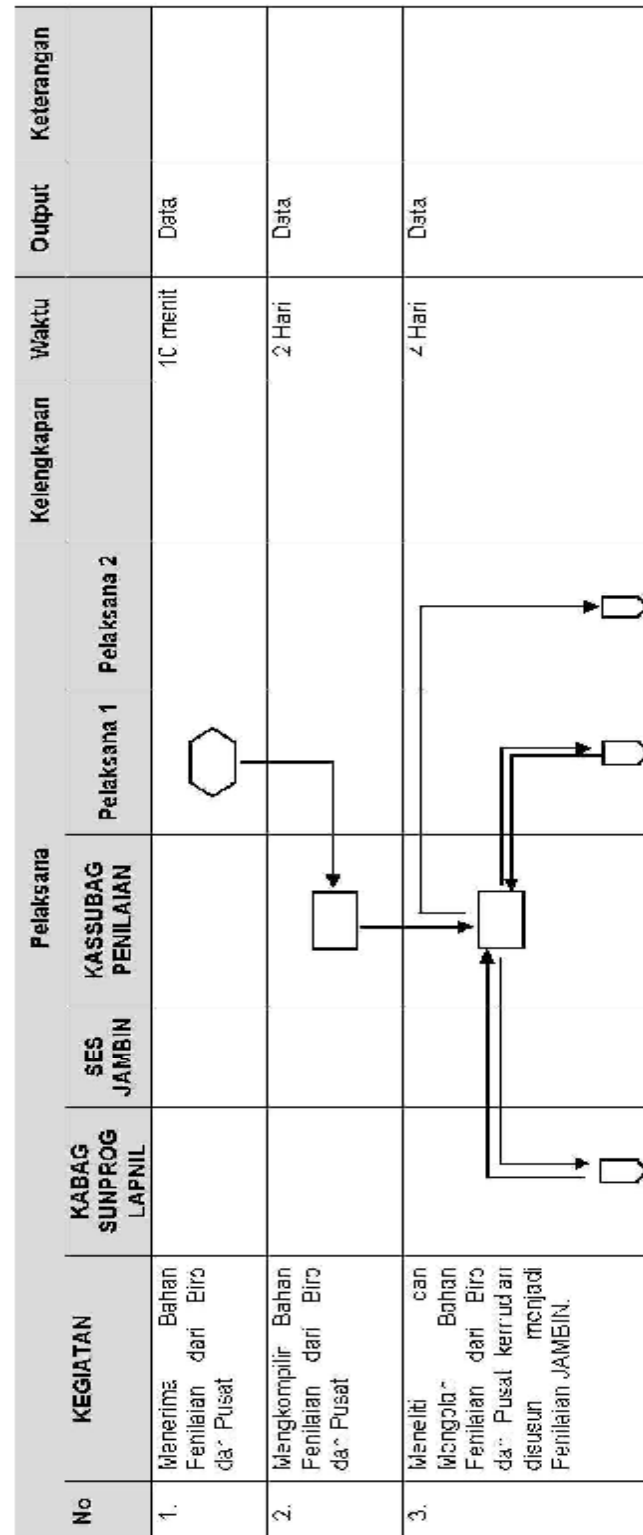 Pelaksana
No
KEGIATAN
KABAG
SUNPROG
LAPNIL
SES
JAMBIN
KASSUBAG
PENILAIAN
Pelaksana 1
Pelaksana 2
Kelengkapan
Waktu
Output
Keterangan
1.
Menerima Bahan
Penilaian dari Biro
dan Pusat
10 menit
Data
2.
Mengkompilir Bahan
Penilaian dari Biro
dan Pusat
2 Hari
Data
3.
Meneliti dan
Mengolah Bahan
Penilaian dari Biro
dan Pusat kemudian
disusun menjadi
Penilaian JAMBIN.
4 Hari
Data